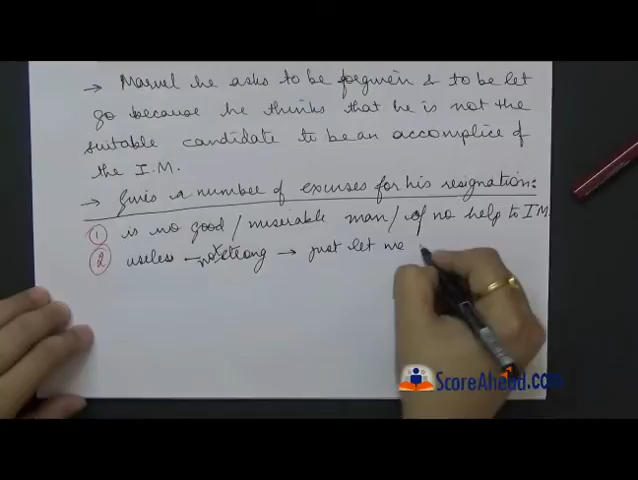 → Marvel he asks to be forgiven & to be let
go because he thinks that he is not the
suitable candidate to be an accomplice of
the I.M.
→ Gives a number of excuses for his resignation:
① is no good / miserable man / of no help to IM
② useless → not strong → just let me
ScoreAhead.com